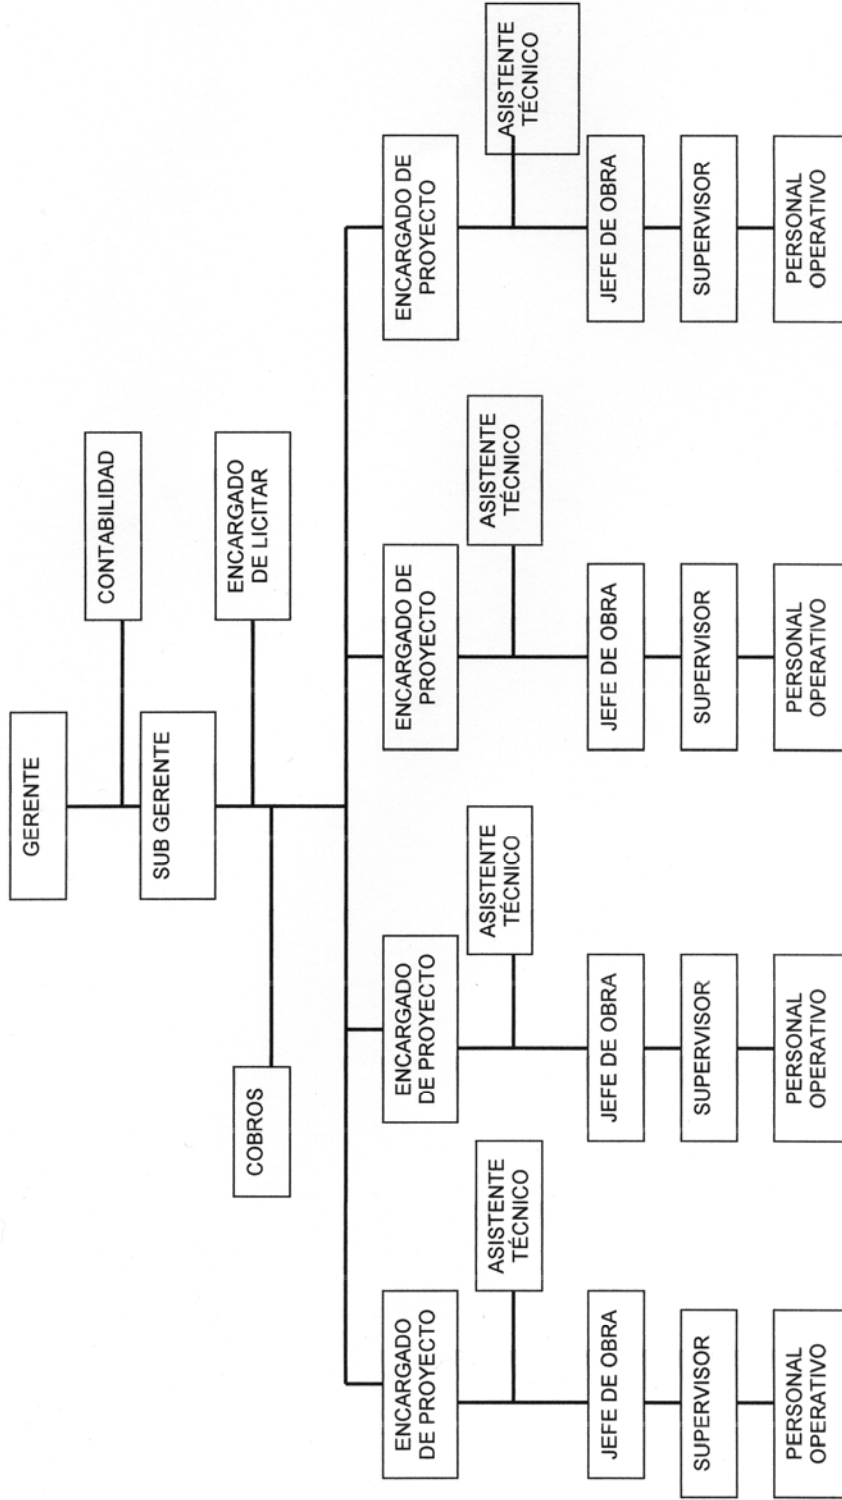 GERENTE
CONTABILIDAD
SUB GERENTE
ENCARGADO
DE LICITAR
COBROS
ENCARGADO
DE PROYECTO
ENCARGADO
DE PROYECTO
ENCARGADO DE
PROYECTO
ENCARGADO DE
PROYECTO
ASISTENTE
TÉCNICO
ASISTENTE
TÉCNICO
ASISTENTE
TÉCNICO
ASISTENTE
TÉCNICO
JEFE DE OBRA
JEFE DE OBRA
JEFE DE OBRA
JEFE DE OBRA
SUPERVISOR
SUPERVISOR
SUPERVISOR
SUPERVISOR
PERSONAL
OPERATIVO
PERSONAL
OPERATIVO
PERSONAL
OPERATIVO
PERSONAL
OPERATIVO